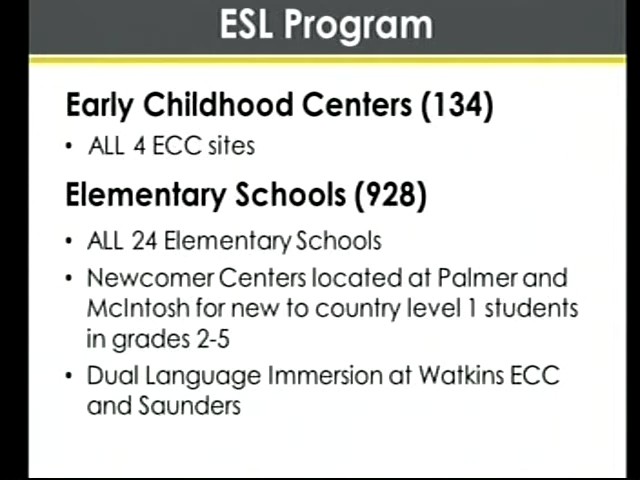 ESL Program
Early Childhood Centers (134)
• ALL 4 ECC sites
Elementary Schools (928)
• ALL 24 Elementary Schools
• Newcomer Centers located at Palmer and
McIntosh for new to country level 1 students
in grades 2-5
• Dual Language Immersion at Watkins ECC
and Saunders